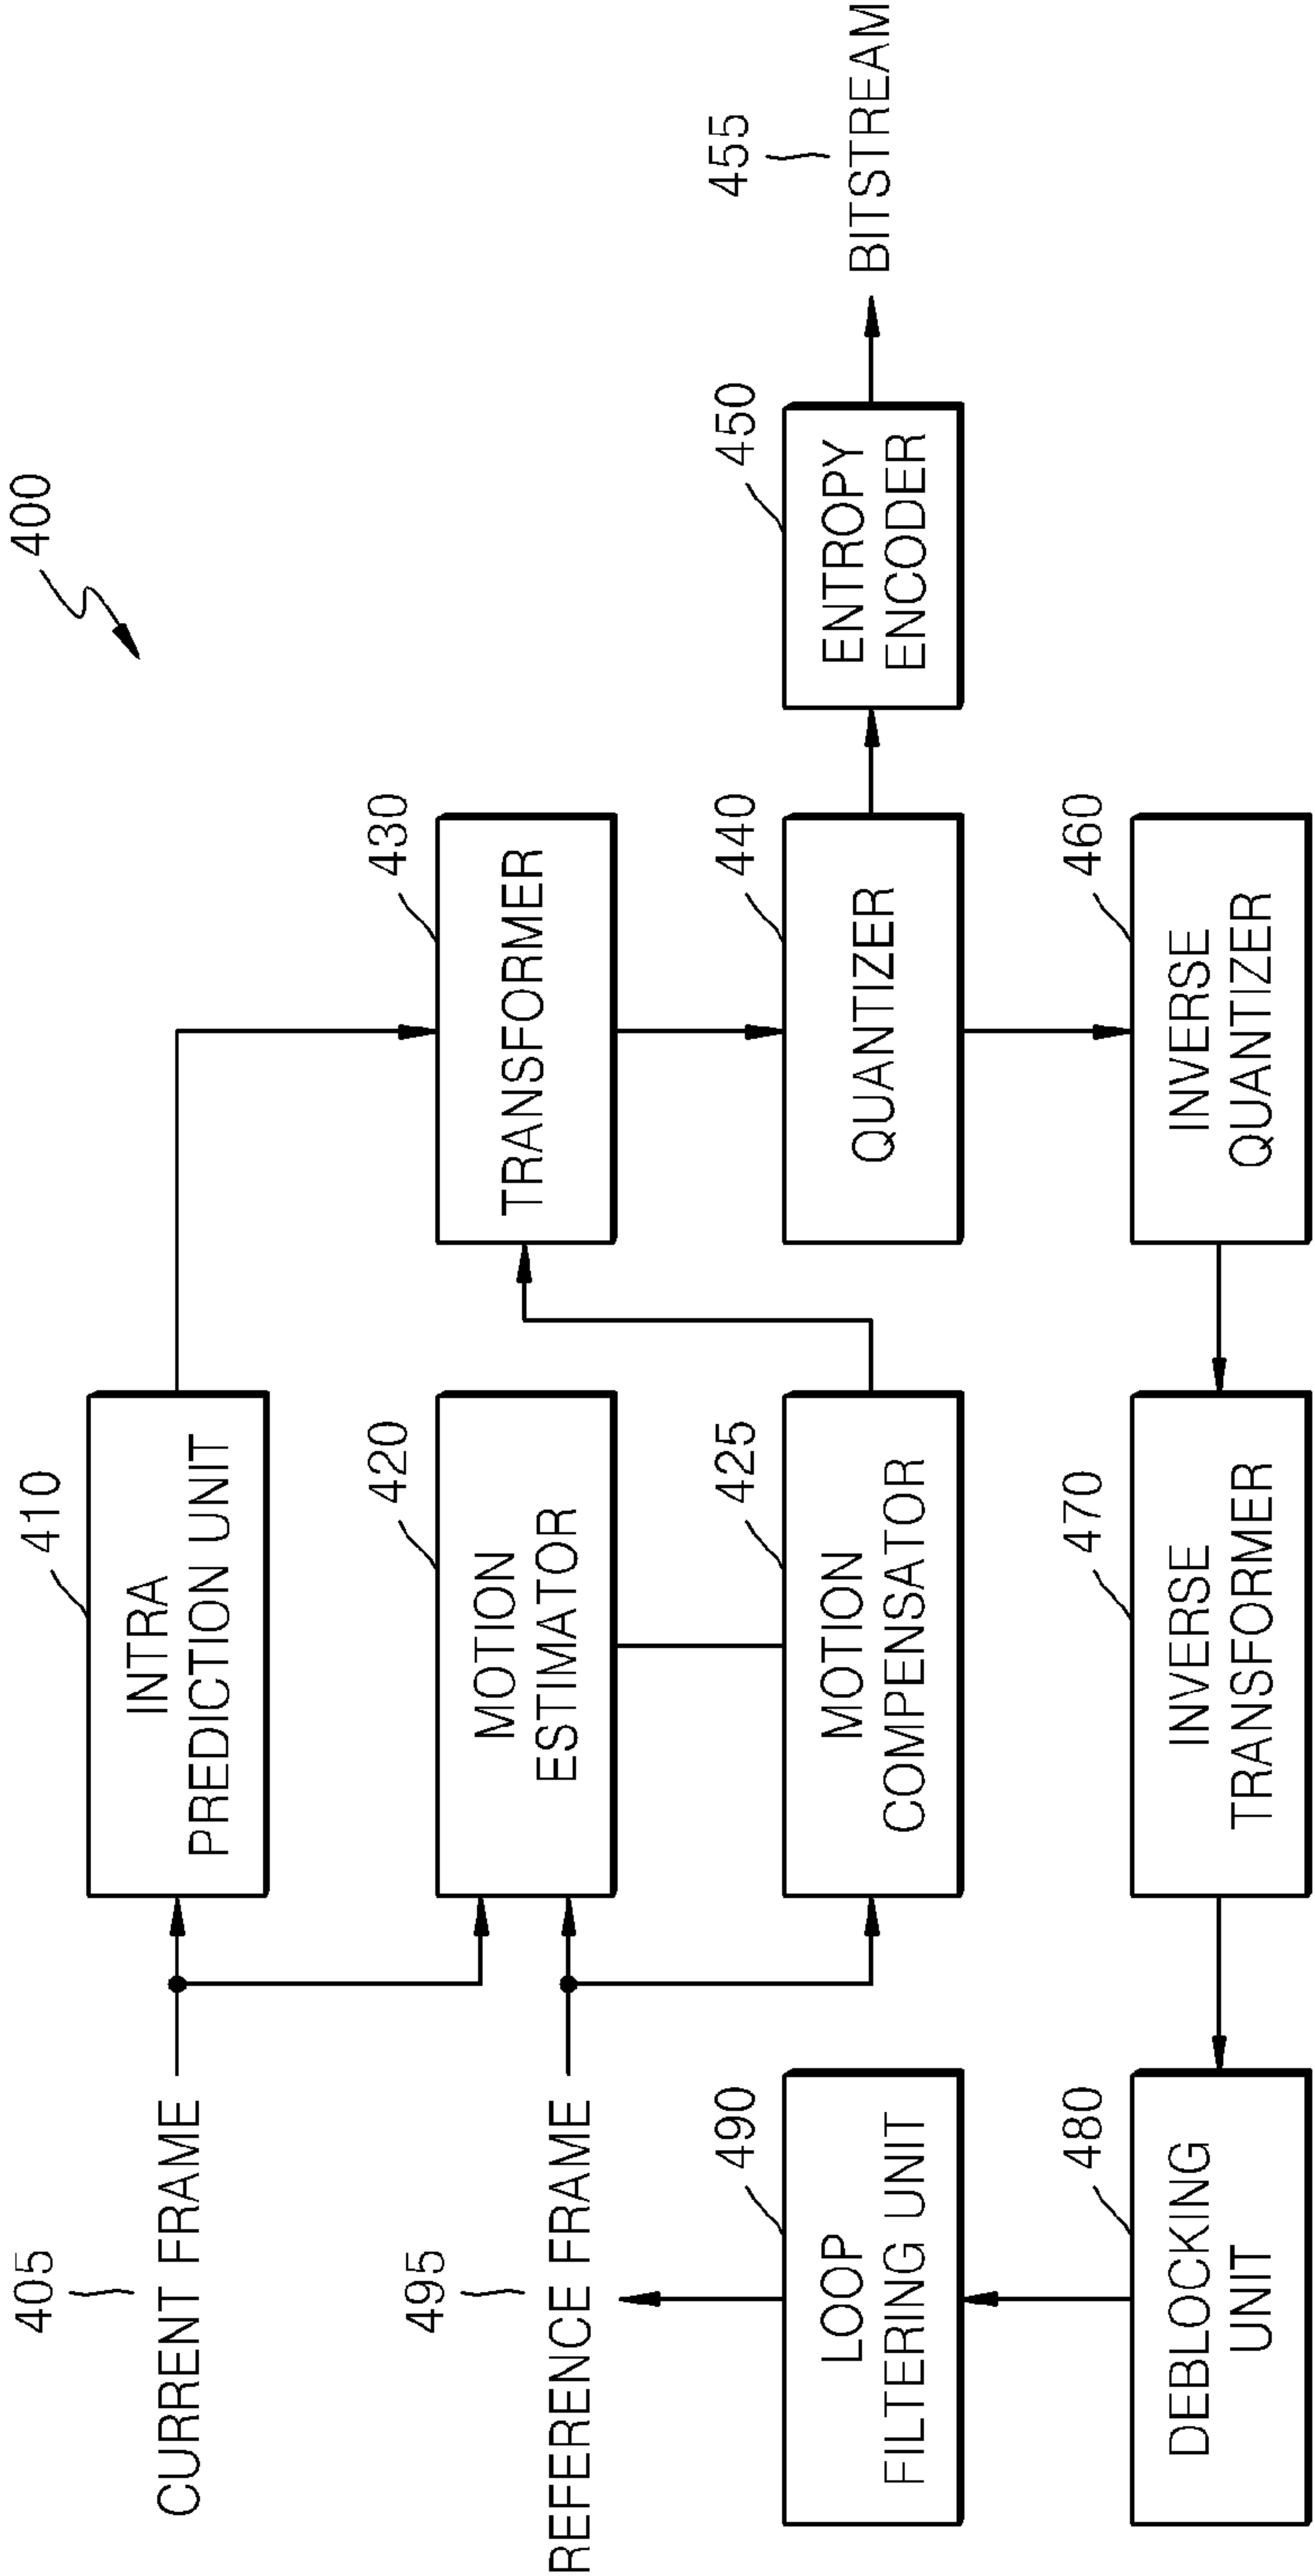 400
405
CURRENT FRAME
410
INTRA
PREDICTION UNIT
495
REFERENCE FRAME
420
MOTION
ESTIMATOR
430
TRANSFORMER
490
LOOP
FILTERING UNIT
425
MOTION
COMPENSATOR
440
QUANTIZER
450
ENTROPY
ENCODER
455
BITSTREAM
480
DEBLOCKING
UNIT
470
INVERSE
TRANSFORMER
460
INVERSE
QUANTIZER